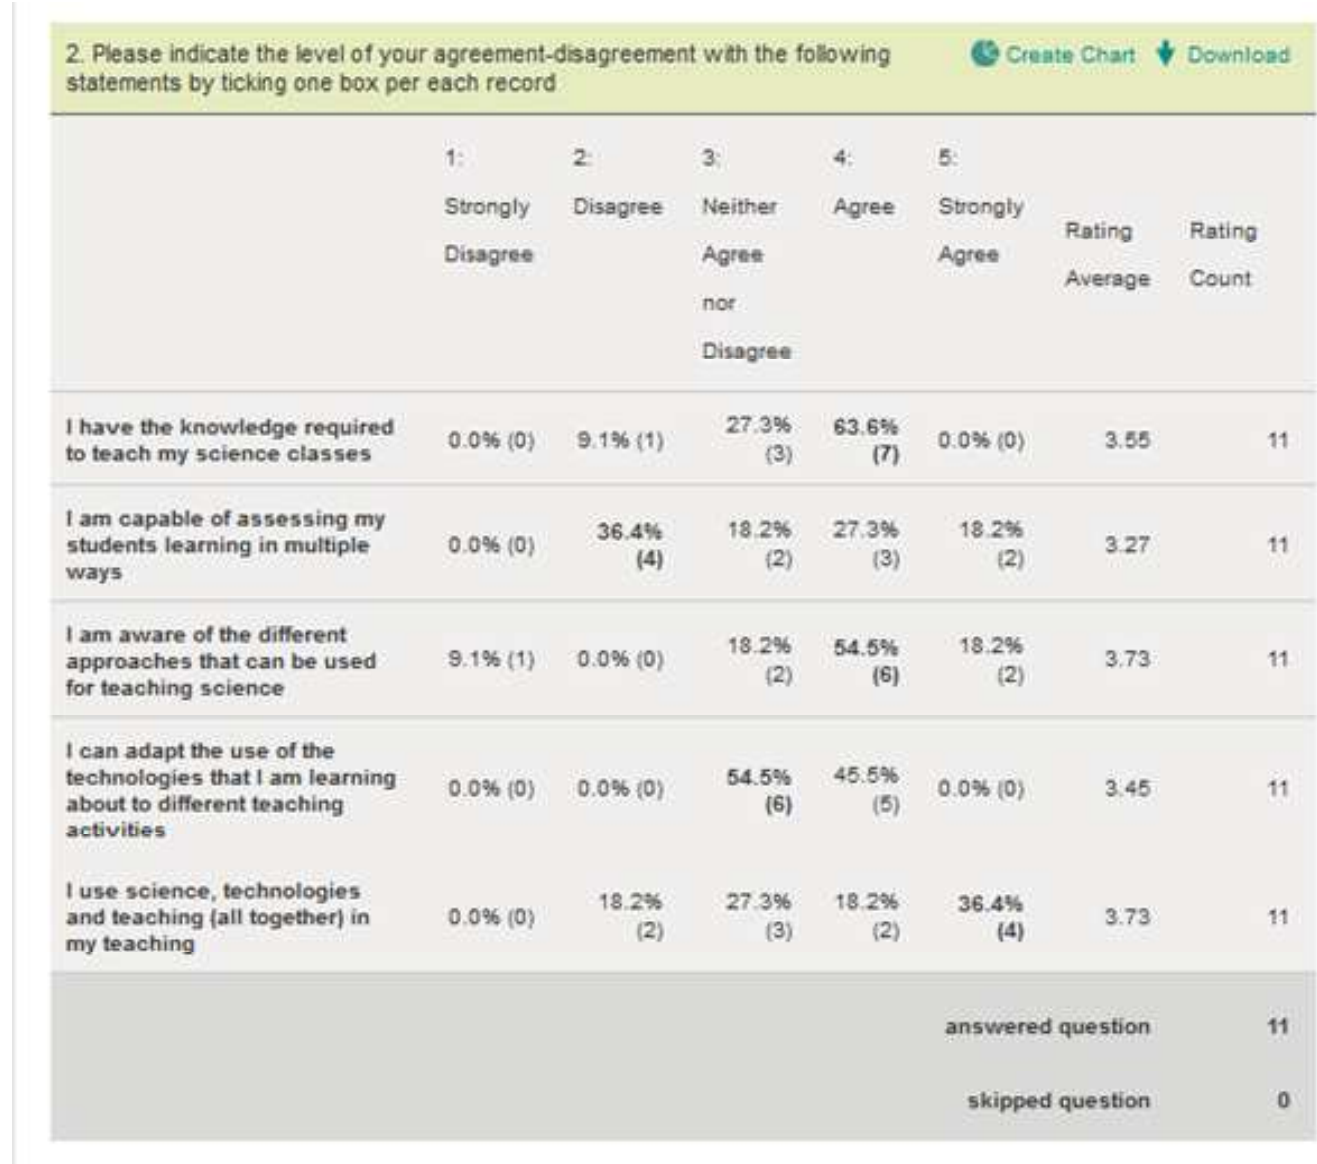 2. Please indicate the level of your agreement-disagreement with the following
statements by ticking one box per each record
Create Chart Download
1: Strongly Disagree
2: Disagree
3: Neither Agree nor Disagree
4: Agree
5: Strongly Agree
Rating Average
Rating Count
I have the knowledge required
to teach my science classes
0.0% (0) 9.1% (1) 27.3% (3) 63.6% (7) 0.0% (0) 3.55 11
I am capable of assessing my
students learning in multiple
ways
0.0% (0) 36.4% (4) 18.2% (2) 27.3% (3) 18.2% (2) 3.27 11
I am aware of the different
approaches that can be used
for teaching science
9.1% (1) 0.0% (0) 18.2% (2) 54.5% (6) 18.2% (2) 3.73 11
I can adapt the use of the
technologies that I am learning
about to different teaching
activities
0.0% (0) 0.0% (0) 54.5% (6) 45.5% (5) 0.0% (0) 3.45 11
I use science, technologies
and teaching (all together) in
my teaching
0.0% (0) 18.2% (2) 27.3% (3) 18.2% (2) 36.4% (4) 3.73 11
answered question 11
skipped question 0